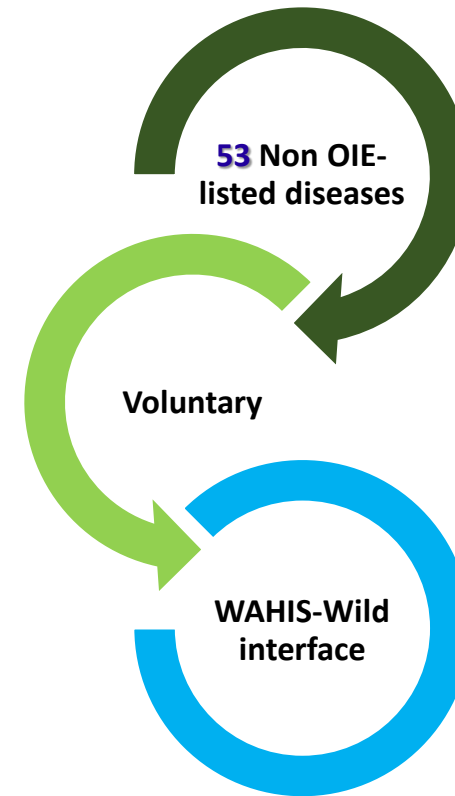 53 Non OIE-
listed diseases
Voluntary
WAHIS-Wild
interface